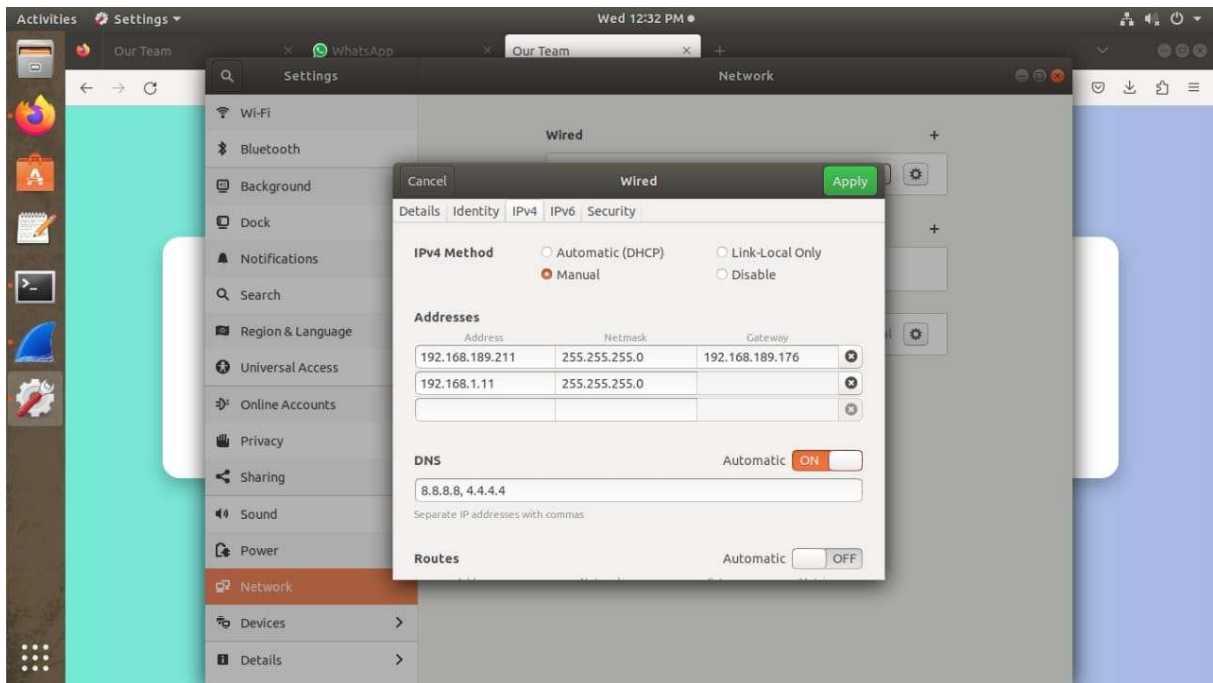 Activities Settings Wed 12:32 PM
Our Team WhatsApp Our Team
Settings Network
Wi-Fi
Bluetooth
Background
Dock
Notifications
Search
Region & Language
Universal Access
Online Accounts
Privacy
Sharing
Sound
Power
Network
Devices
Details
Wired
Cancel Wired Apply
Details Identity IPv4 IPv6 Security
IPv4 Method Automatic (DHCP) Link-Local Only
Manual Disable
Addresses
Address Netmask Gateway
192.168.189.211 255.255.255.0 192.168.189.176
192.168.1.11 255.255.255.0
DNS Automatic ON
8.8.8.8, 4.4.4.4
Separate IP addresses with commas
Routes Automatic OFF